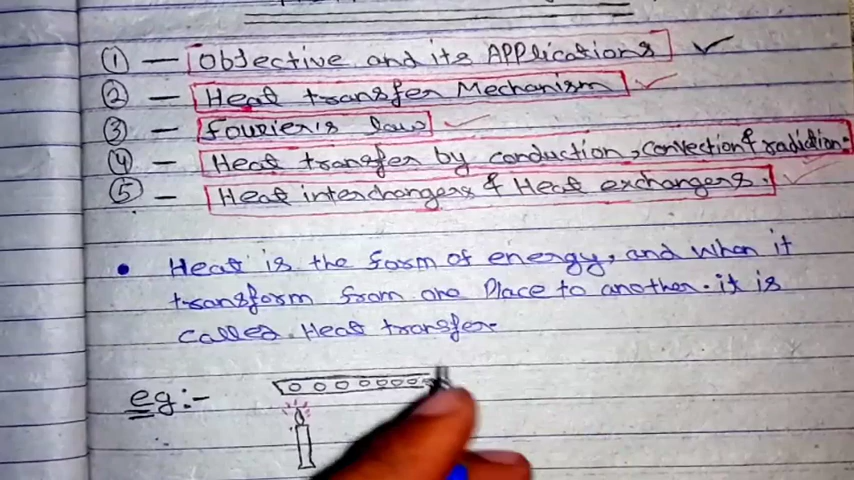 ① — Objective and its Applications ✓
② — Heat transfer Mechanism ✓
③ — Fourier's law ✓
④ — Heat transfer by conduction, convection & radiation.
⑤ — Heat interchangers & Heat exchangers. ✓
• Heat is the form of energy, and when it
transform from one place to another. it is
called Heat transfer.
eg:-